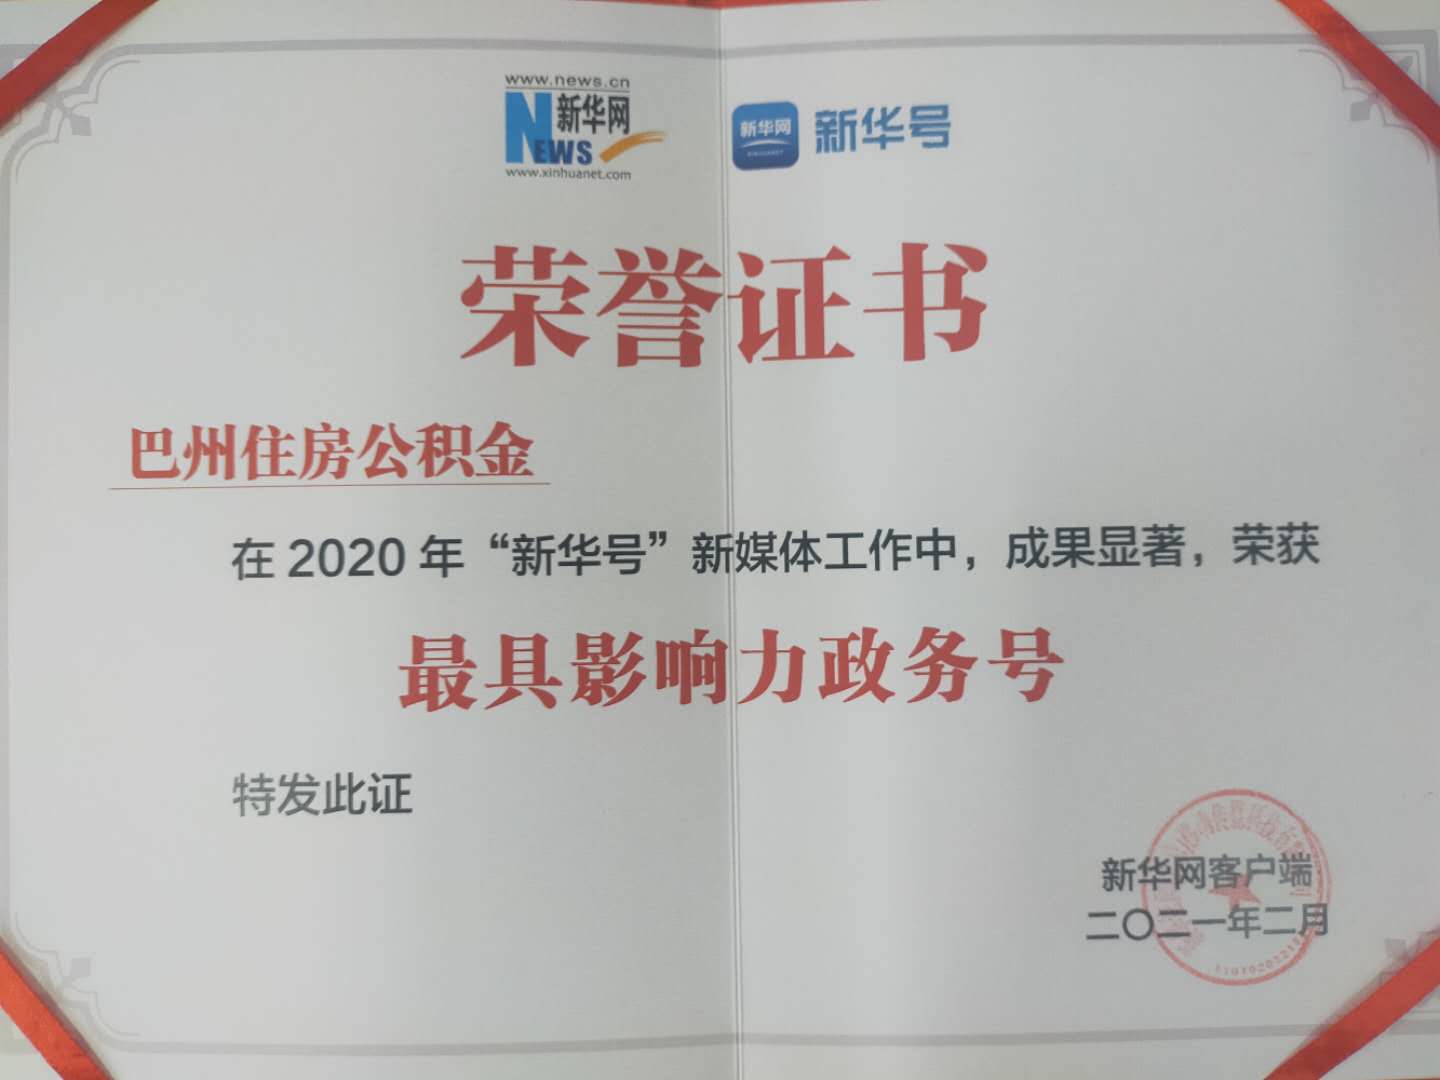 www.news.cn
新华网
NEWS
www.xinhuanet.com
新华网
XINHUANET
新华号
荣誉证书
巴州住房公积金
在2020年“新华号”新媒体工作中，成果显著，荣获
最具影响力政务号
特发此证
新华网客户端
二〇二一年二月